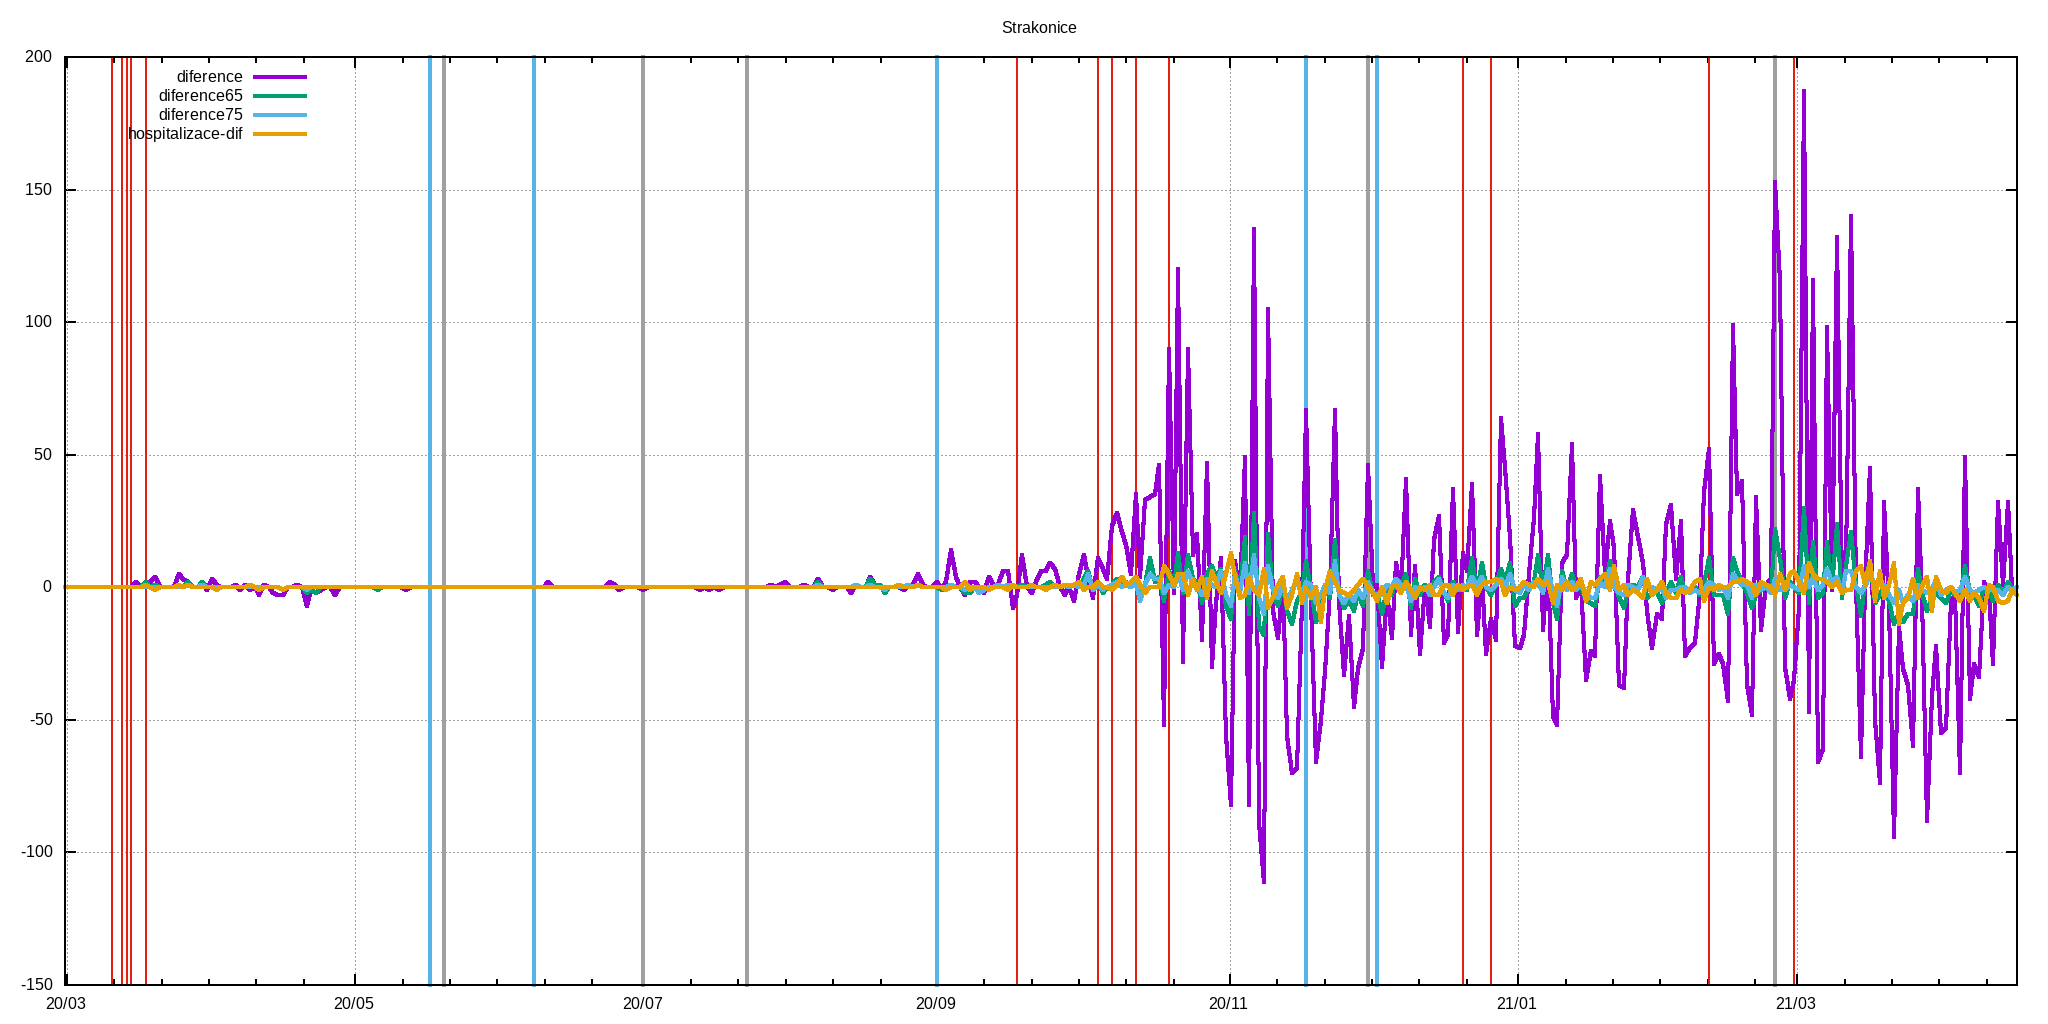 Strakonice
200
diference
diference65
diference75
hospitalizace-dif
150
100
50
0
-50
-100
-150
20/03 20/05 20/07 20/09 20/11 21/01 21/03